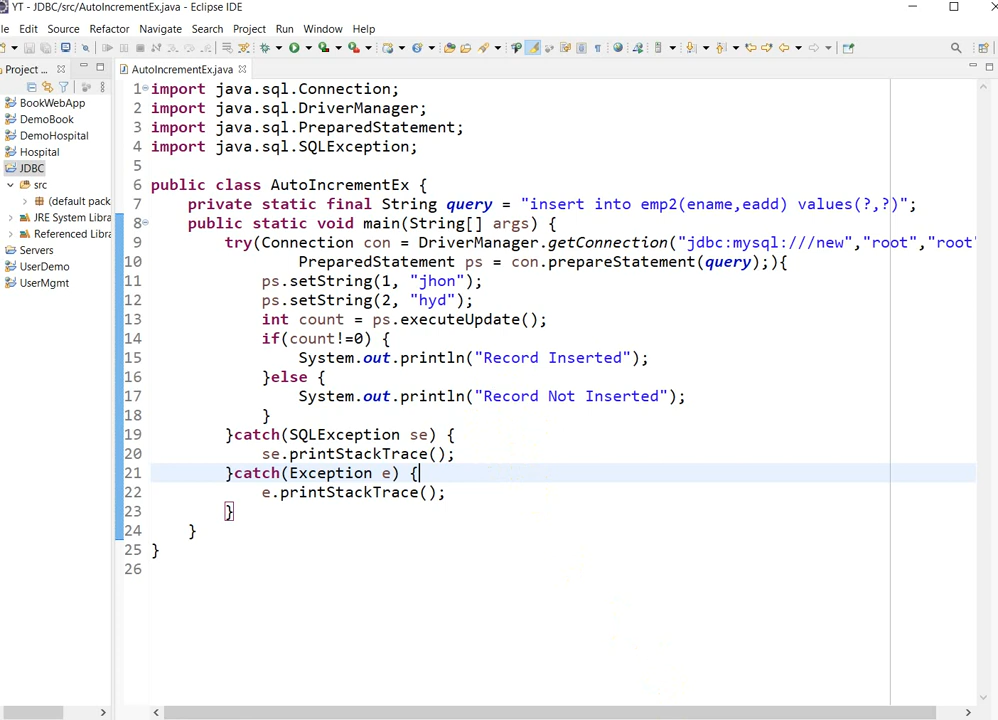 YT - JDBC/src/AutoIncrementEx.java - Eclipse IDE
le Edit Source Refactor Navigate Search Project Run Window Help
Project ...
AutoIncrementEx.java
BookWebApp
DemoBook
DemoHospital
Hospital
JDBC
src
(default pack
JRE System Libra
Referenced Libra
Servers
UserDemo
UserMgmt
1 import java.sql.Connection;
2 import java.sql.DriverManager;
3 import java.sql.PreparedStatement;
4 import java.sql.SQLException;
5
6 public class AutoIncrementEx {
7 private static final String query = "insert into emp2(ename,eadd) values(?,?)";
8 public static void main(String[] args) {
9 try(Connection con = DriverManager.getConnection("jdbc:mysql:///new","root","root"
10 PreparedStatement ps = con.prepareStatement(query);){
11 ps.setString(1, "jhon");
12 ps.setString(2, "hyd");
13 int count = ps.executeUpdate();
14 if(count!=0) {
15 System.out.println("Record Inserted");
16 }else {
17 System.out.println("Record Not Inserted");
18 }
19 }catch(SQLException se) {
20 se.printStackTrace();
21 }catch(Exception e) {
22 e.printStackTrace();
23 }
24 }
25 }
26